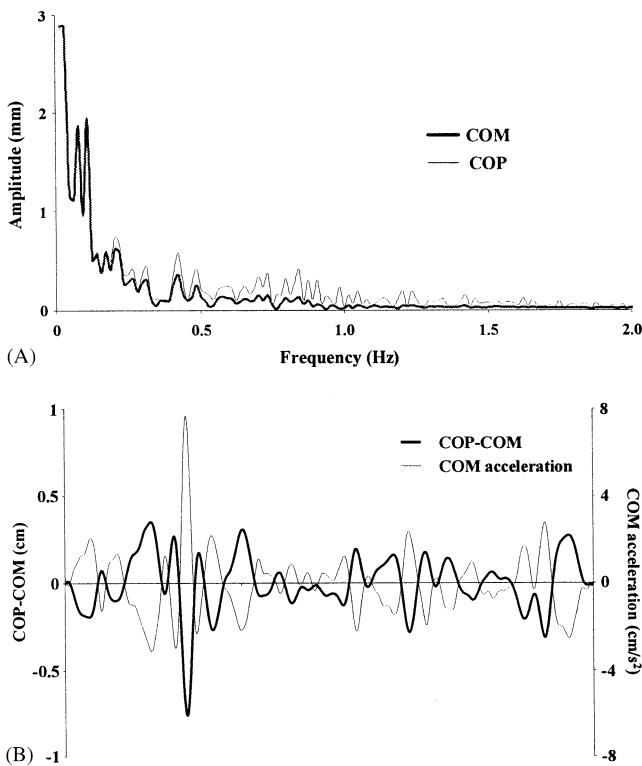 3
2
1
0
Amplitude (mm)
COM
COP
0
0.5
1.0
1.5
2.0
Frequency (Hz)
(A)
1
0.5
0
-0.5
-1
COP-COM (cm)
COP-COM
COM acceleration
8
4
0
-4
-8
COM acceleration (cm/s²)
(B)